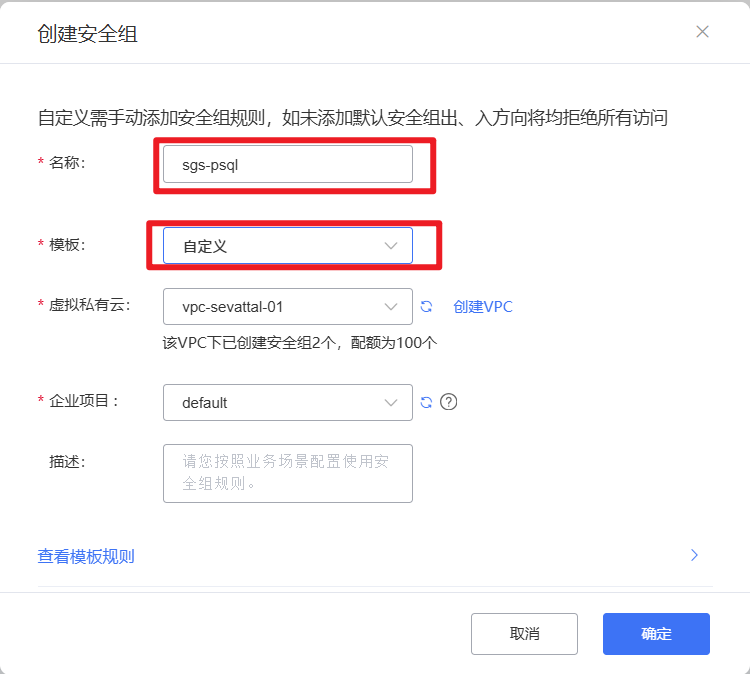 创建安全组
自定义需手动添加安全组规则，如未添加默认安全组出、入方向将均拒绝所有访问
* 名称： sgs-psql
* 模板： 自定义
* 虚拟私有云： vpc-sevattal-01 创建VPC
该VPC下已创建安全组2个，配额为100个
* 企业项目： default ?
描述： 请您按照业务场景配置使用安
全组规则。
查看模板规则
取消 确定